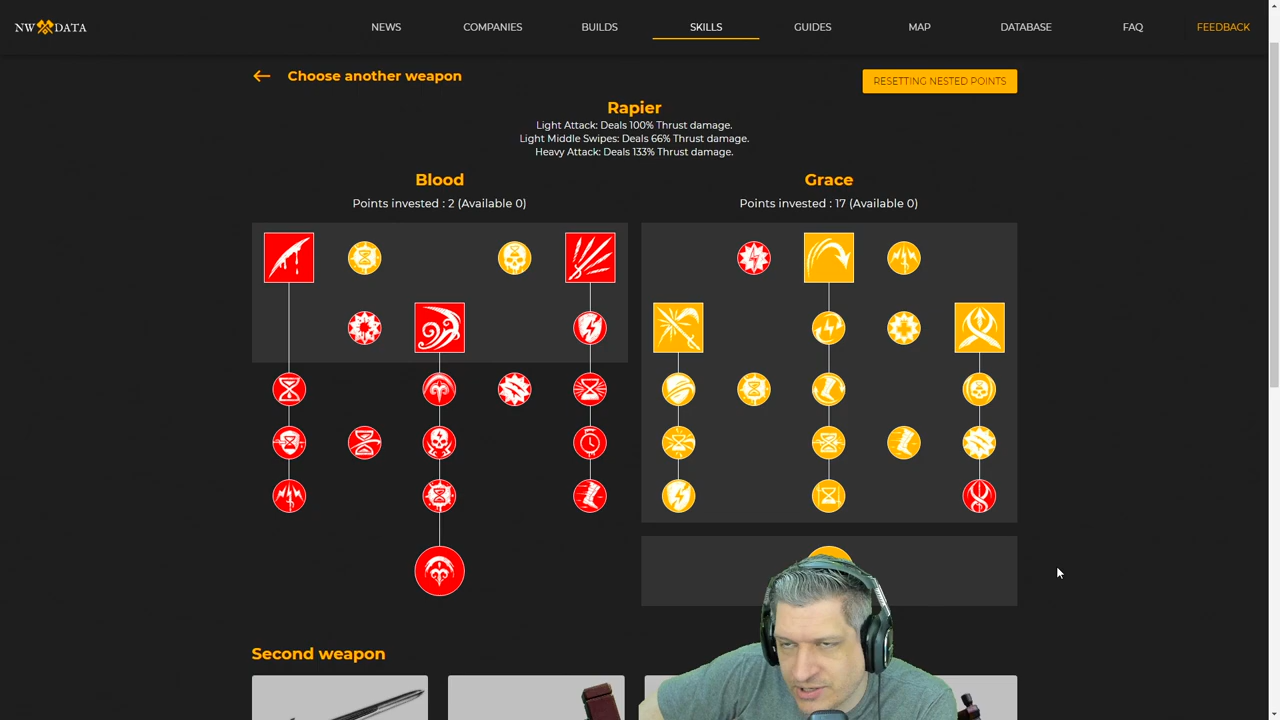 NW DATA
NEWS
COMPANIES
BUILDS
SKILLS
GUIDES
MAP
DATABASE
FAQ
FEEDBACK
Choose another weapon
RESETTING NESTED POINTS
Rapier
Light Attack: Deals 100% Thrust damage.
Light Middle Swipes: Deals 66% Thrust damage.
Heavy Attack: Deals 133% Thrust damage.
Blood
Points invested : 2 (Available 0)
Grace
Points invested : 17 (Available 0)
Second weapon